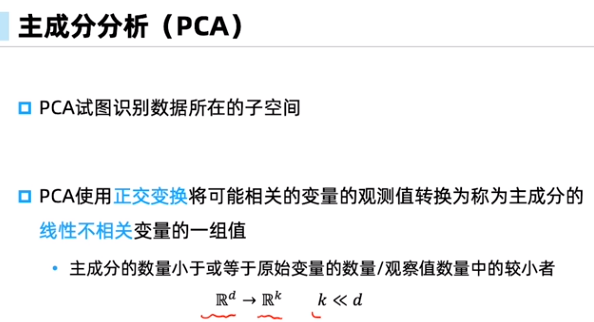 主成分分析（PCA）
PCA试图识别数据所在的子空间
PCA使用正交变换将可能相关的变量的观测值转换为称为主成分的
线性不相关变量的一组值
• 主成分的数量小于或等于原始变量的数量/观察值数量中的较小者
ℝᵈ → ℝᵏ k ≪ d